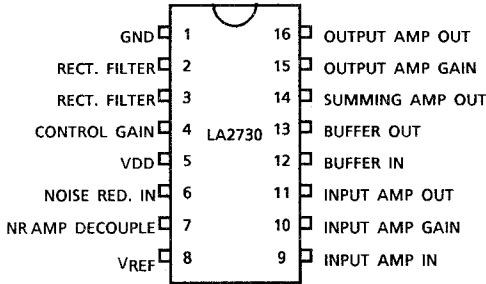 GND 1 16 OUTPUT AMP OUT
RECT. FILTER 2 15 OUTPUT AMP GAIN
RECT. FILTER 3 14 SUMMING AMP OUT
CONTROL GAIN 4 LA2730 13 BUFFER OUT
VDD 5 12 BUFFER IN
NOISE RED. IN 6 11 INPUT AMP OUT
NR AMP DECOUPLE 7 10 INPUT AMP GAIN
VREF 8 9 INPUT AMP IN